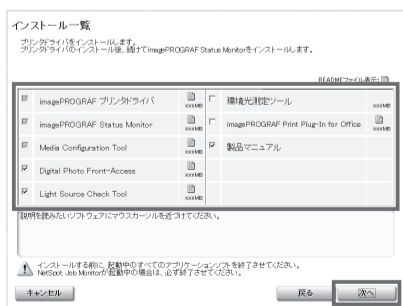 インストール一覧
プリンタドライバをインストールします。
プリンタドライバのインストール後、続けてimagePROGRAF Status Monitorをインストールします。
READMEファイル表示:
imagePROGRAF プリンタドライバ
xxxMB
環境光測定ツール
xxxMB
imagePROGRAF Status Monitor
xxxMB
imagePROGRAF Print Plug-In for Office
xxxMB
Media Configuration Tool
xxxMB
製品マニュアル
Digital Photo Front-Access
xxxMB
Light Source Check Tool
xxxMB
説明を読みたいソフトウェアにマウスカーソルを近づけてください。
インストールする前に、起動中のすべてのアプリケーションソフトを終了させてください。
NetSpot Job Monitorが起動中の場合は、必ず終了させてください。
キャンセル
戻る
次へ